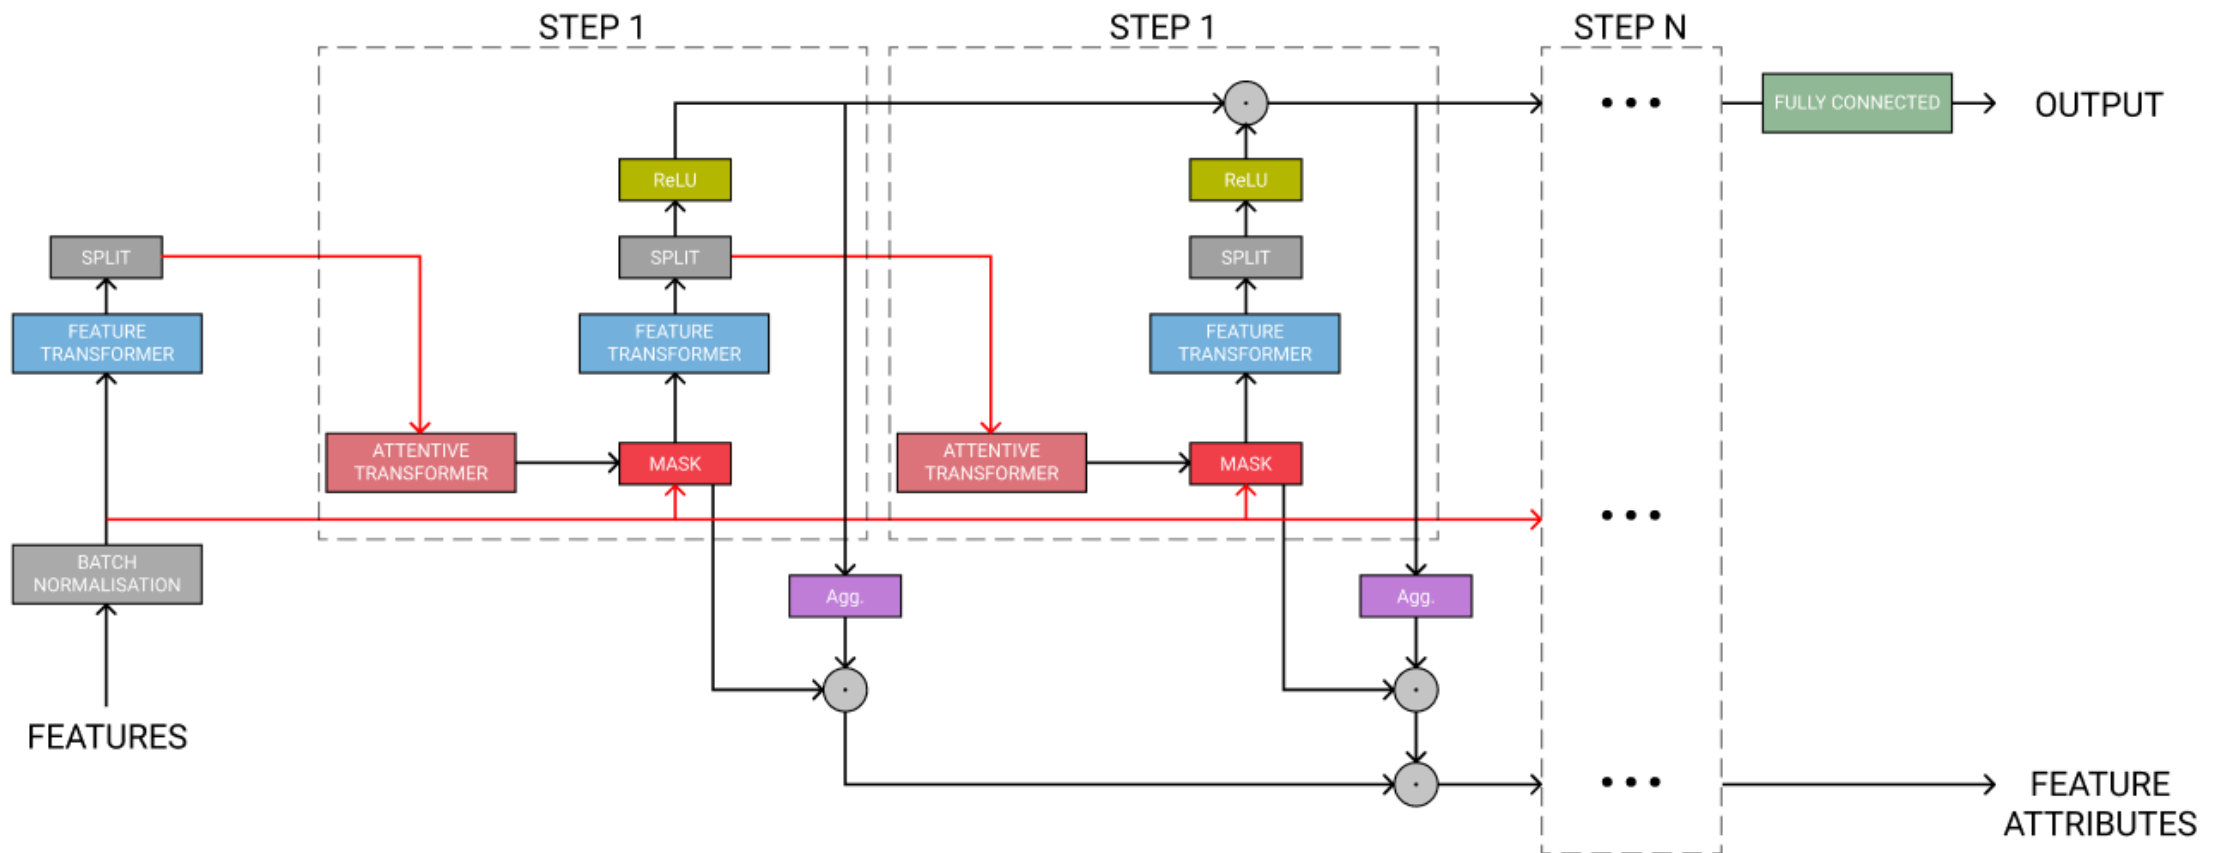 STEP 1
STEP 1
STEP N
FULLY CONNECTED
OUTPUT
ReLU
ReLU
SPLIT
SPLIT
SPLIT
FEATURE
TRANSFORMER
FEATURE
TRANSFORMER
FEATURE
TRANSFORMER
ATTENTIVE
TRANSFORMER
MASK
ATTENTIVE
TRANSFORMER
MASK
BATCH
NORMALISATION
Agg.
Agg.
FEATURES
FEATURE
ATTRIBUTES